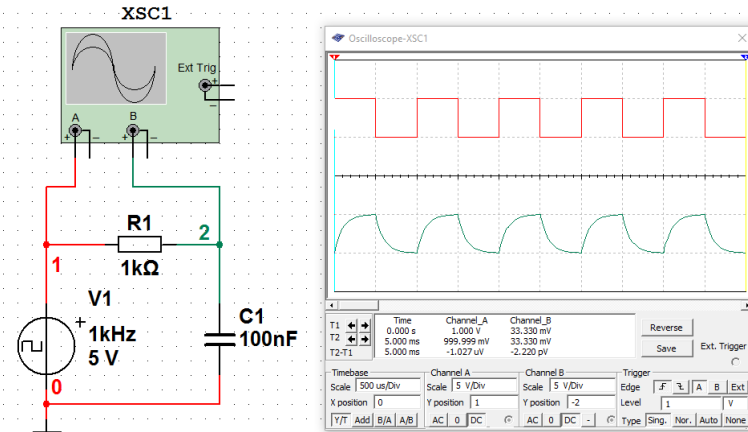 XSC1
Ext Trig
+
−
A
B
+ − + −
R1
1kΩ
2
1
V1
+
1kHz
5 V
0
C1
100nF
Oscilloscope-XSC1
Time Channel_A Channel_B
T1 0.000 s 1.000 V 33.330 mV
T2 5.000 ms 999.999 mV 33.330 mV
T2-T1 5.000 ms -1.027 uV -2.220 pV
Reverse
Save
Ext. Trigger
Timebase
Scale 500 us/Div
X position 0
Y/T Add B/A A/B
Channel A
Scale 5 V/Div
Y position 1
AC 0 DC
Channel B
Scale 5 V/Div
Y position -2
AC 0 DC -
Trigger
Edge A B Ext
Level 1 V
Type Sing. Nor. Auto None